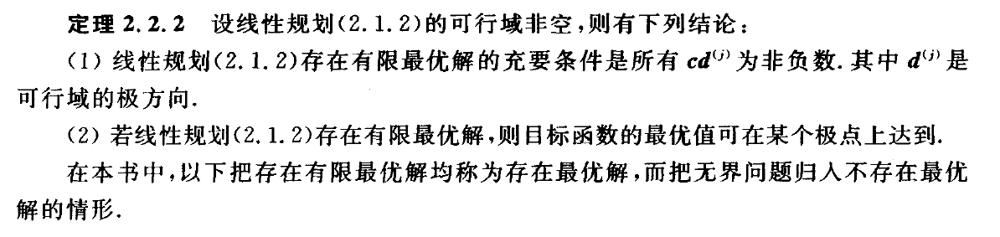 定理 2.2.2 设线性规划(2.1.2)的可行域非空,则有下列结论:
(1) 线性规划(2.1.2)存在有限最优解的充要条件是所有 cd⁽ʲ⁾ 为非负数. 其中 d⁽ʲ⁾ 是
可行域的极方向.
(2) 若线性规划(2.1.2)存在有限最优解,则目标函数的最优值可在某个极点上达到.
在本书中,以下把存在有限最优解均称为存在最优解,而把无界问题归入不存在最优
解的情形.